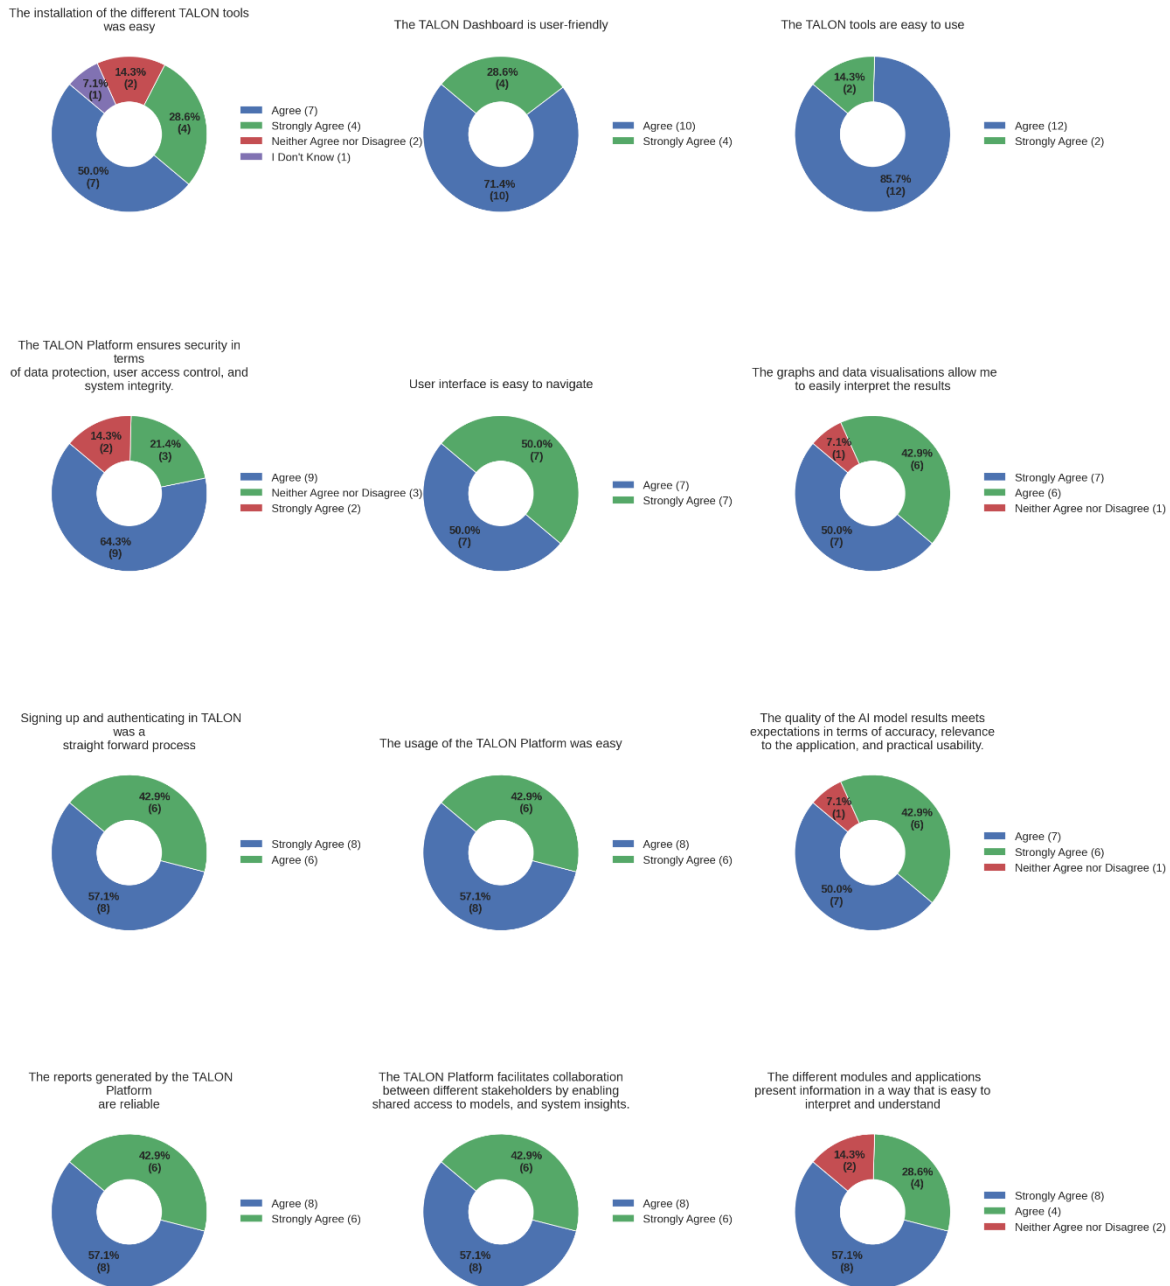 The installation of the different TALON tools
was easy
7.1%
(1)
14.3%
(2)
28.6%
(4)
50.0%
(7)
Agree (7)
Strongly Agree (4)
Neither Agree nor Disagree (2)
I Don't Know (1)
The TALON Dashboard is user-friendly
28.6%
(4)
71.4%
(10)
Agree (10)
Strongly Agree (4)
The TALON tools are easy to use
14.3%
(2)
85.7%
(12)
Agree (12)
Strongly Agree (2)
The TALON Platform ensures security in
terms
of data protection, user access control, and
system integrity.
14.3%
(2)
21.4%
(3)
64.3%
(9)
Agree (9)
Neither Agree nor Disagree (3)
Strongly Agree (2)
User interface is easy to navigate
50.0%
(7)
50.0%
(7)
Agree (7)
Strongly Agree (7)
The graphs and data visualisations allow me
to easily interpret the results
7.1%
(1)
42.9%
(6)
50.0%
(7)
Strongly Agree (7)
Agree (6)
Neither Agree nor Disagree (1)
Signing up and authenticating in TALON
was a
straight forward process
42.9%
(6)
57.1%
(8)
Strongly Agree (8)
Agree (6)
The usage of the TALON Platform was easy
42.9%
(6)
57.1%
(8)
Agree (8)
Strongly Agree (6)
The quality of the AI model results meets
expectations in terms of accuracy, relevance
to the application, and practical usability.
7.1%
(1)
42.9%
(6)
50.0%
(7)
Agree (7)
Strongly Agree (6)
Neither Agree nor Disagree (1)
The reports generated by the TALON
Platform
are reliable
42.9%
(6)
57.1%
(8)
Agree (8)
Strongly Agree (6)
The TALON Platform facilitates collaboration
between different stakeholders by enabling
shared access to models, and system insights.
42.9%
(6)
57.1%
(8)
Agree (8)
Strongly Agree (6)
The different modules and applications
present information in a way that is easy to
interpret and understand
14.3%
(2)
28.6%
(4)
57.1%
(8)
Strongly Agree (8)
Agree (4)
Neither Agree nor Disagree (2)